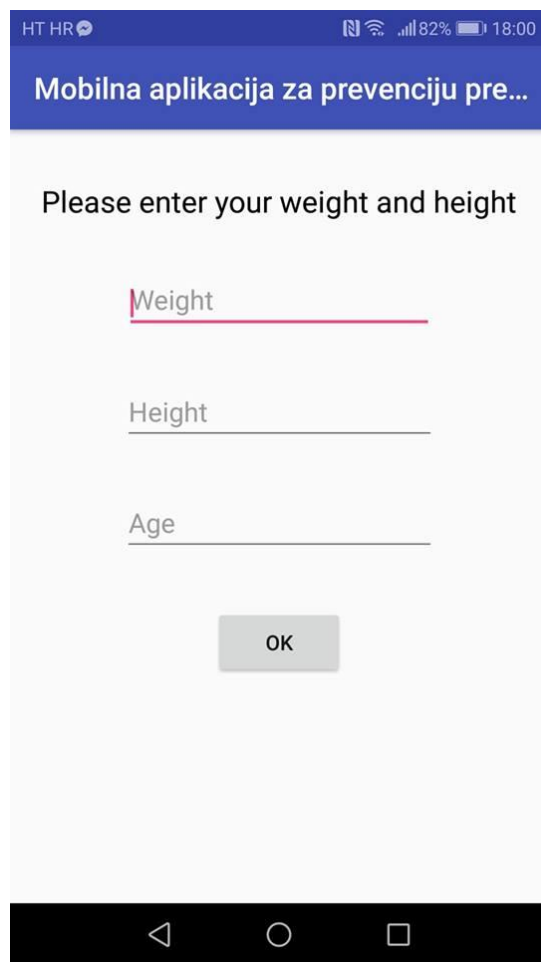 HT HR 82% 18:00
Mobilna aplikacija za prevenciju pre...
Please enter your weight and height
Weight
Height
Age
OK